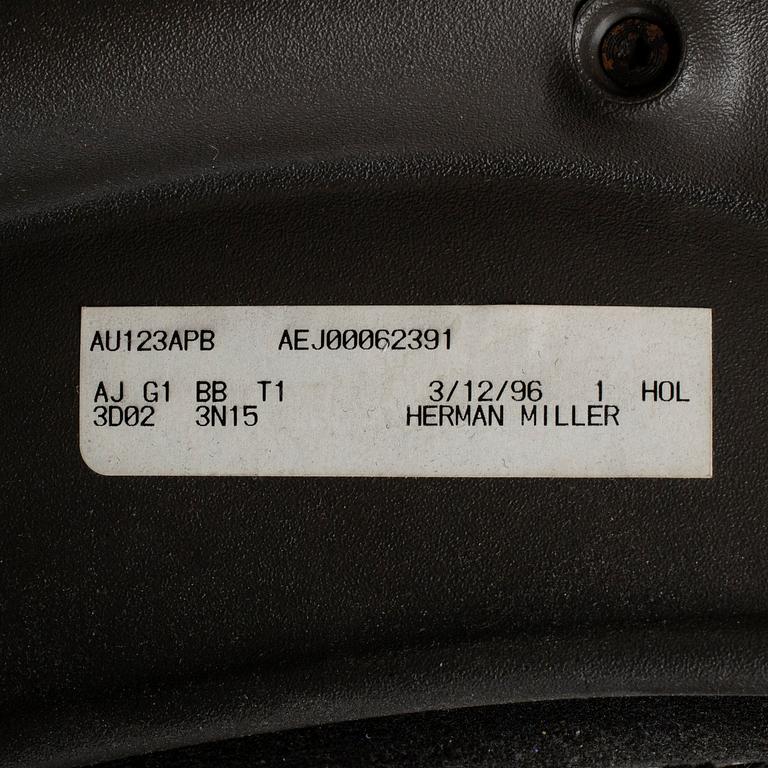 AU123APB AEJ00062391
AJ G1 BB T1 3/12/96 1 HOL
3D02 3N15 HERMAN MILLER